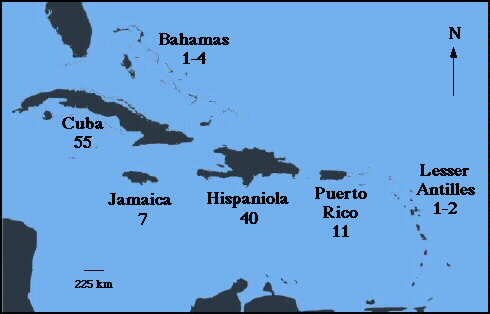 Bahamas
1-4
N
Cuba
55
Jamaica
7
Hispaniola
40
Puerto
Rico
11
Lesser
Antilles
1-2
225 km